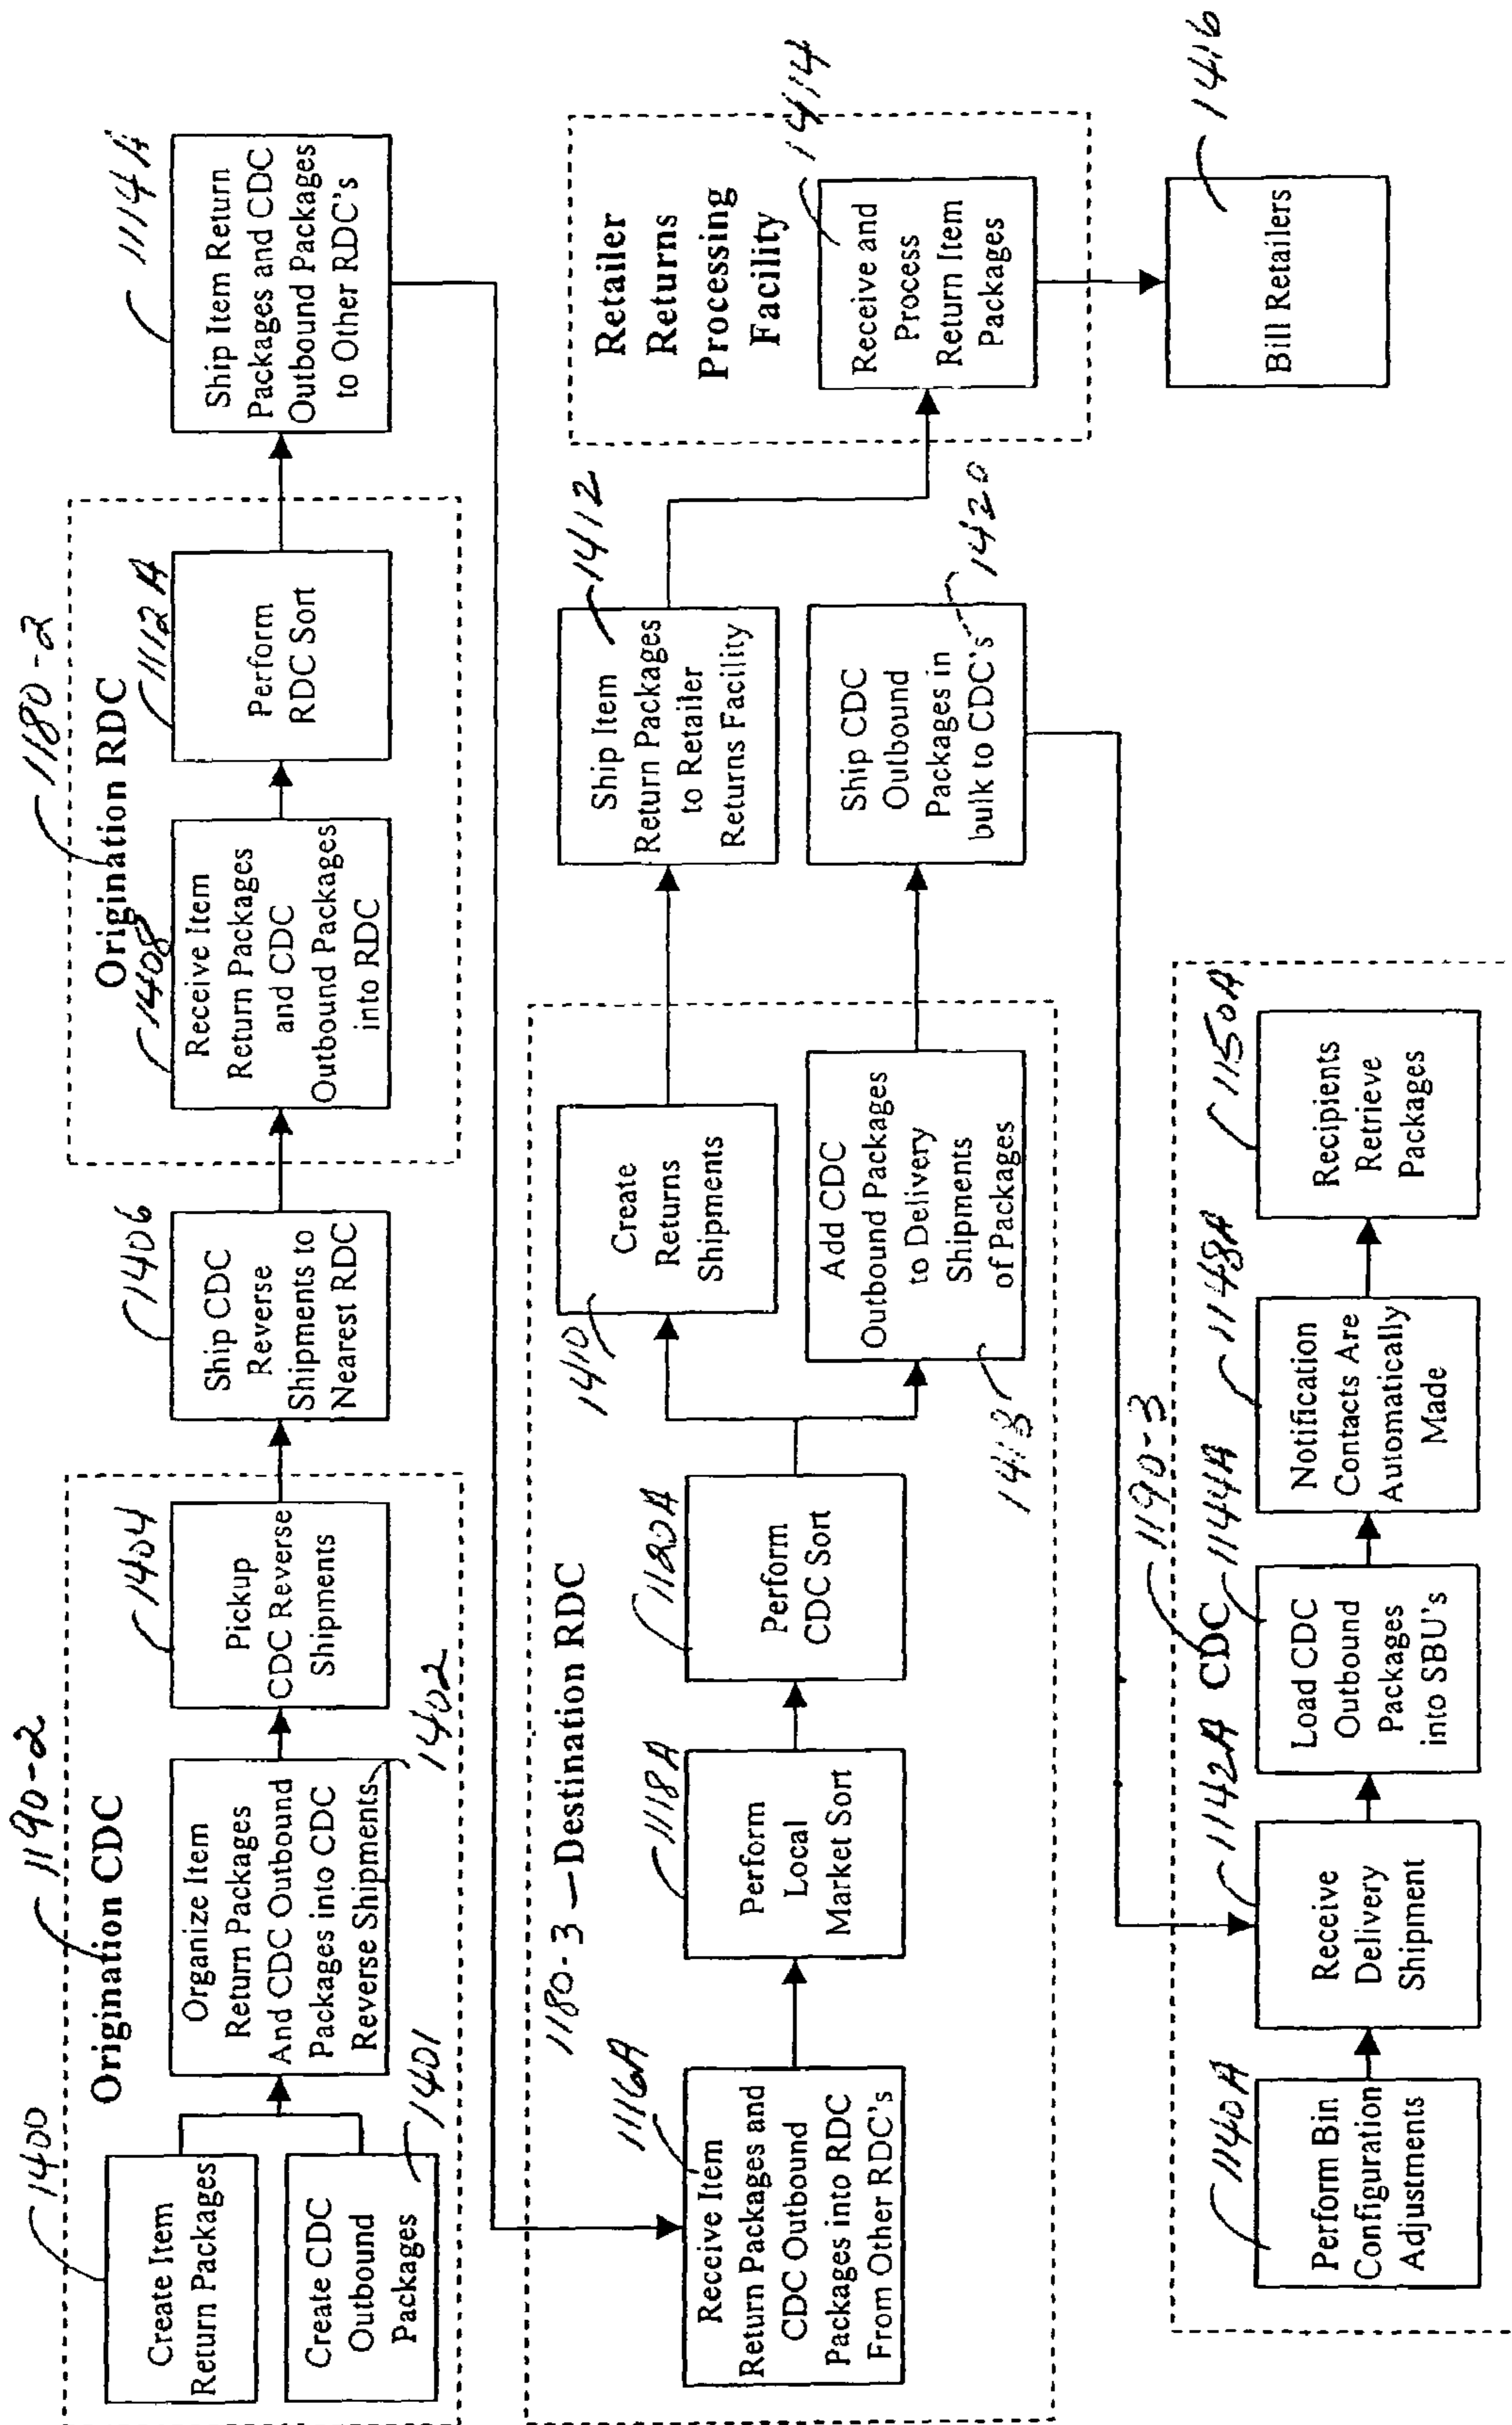 1190-2
Origination CDC
1400
Create Item
Return Packages
Create CDC
Outbound
Packages
1401
Organize Item
Return Packages
And CDC Outbound
Packages into CDC
Reverse Shipments
1402
1404
Pickup
CDC Reverse
Shipments
1406
Ship CDC
Reverse
Shipments to
Nearest RDC
1180-2
Origination RDC
1408
Receive Item
Return Packages
and CDC
Outbound Packages
into RDC
1112A
Perform
RDC Sort
1114A
Ship Item Return
Packages and CDC
Outbound Packages
to Other RDC's
1180-3 — Destination RDC
1116A
Receive Item
Return Packages and
CDC Outbound
Packages into RDC
From Other RDC's
1118A
Perform
Local
Market Sort
1120A
Perform
CDC Sort
1410
Create
Returns
Shipments
Add CDC
Outbound Packages
to Delivery
Shipments
of Packages
1418
1412
Ship Item
Return Packages
to Retailer
Returns Facility
1420
Ship CDC
Outbound
Packages in
bulk to CDC's
Retailer
Returns
Processing
Facility
1414
Receive and
Process
Return Item
Packages
1416
Bill Retailers
1190-3
CDC
1140A
Perform Bin
Configuration
Adjustments
1142A
Receive
Delivery
Shipment
1144A
Load CDC
Outbound
Packages
into SBU's
1148A
Notification
Contacts Are
Automatically
Made
1150A
Recipients
Retrieve
Packages